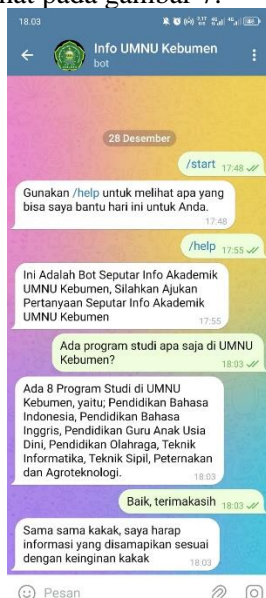 nat pada gambar 7.
18.03
Info UMNU Kebumen
bot
28 Desember
/start 17:48
Gunakan /help untuk melihat apa yang
bisa saya bantu hari ini untuk Anda.
17:48
/help 17:55
Ini Adalah Bot Seputar Info Akademik
UMNU Kebumen, Silahkan Ajukan
Pertanyaan Seputar Info Akademik
UMNU Kebumen 17:55
Ada program studi apa saja di UMNU
Kebumen? 18:03
Ada 8 Program Studi di UMNU
Kebumen, yaitu; Pendidikan Bahasa
Indonesia, Pendidikan Bahasa
Inggris, Pendidikan Guru Anak Usia
Dini, Pendidikan Olahraga, Teknik
Informatika, Teknik Sipil, Peternakan
dan Agroteknologi. 18:03
Baik, terimakasih 18:03
Sama sama kakak, saya harap
informasi yang disamapikan sesuai
dengan keinginan kakak 18:03
Pesan